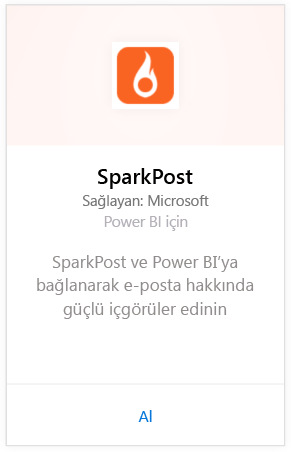 SparkPost
Sağlayan: Microsoft
Power BI için
SparkPost ve Power BI’ya
bağlanarak e-posta hakkında
güçlü içgörüler edinin
Al